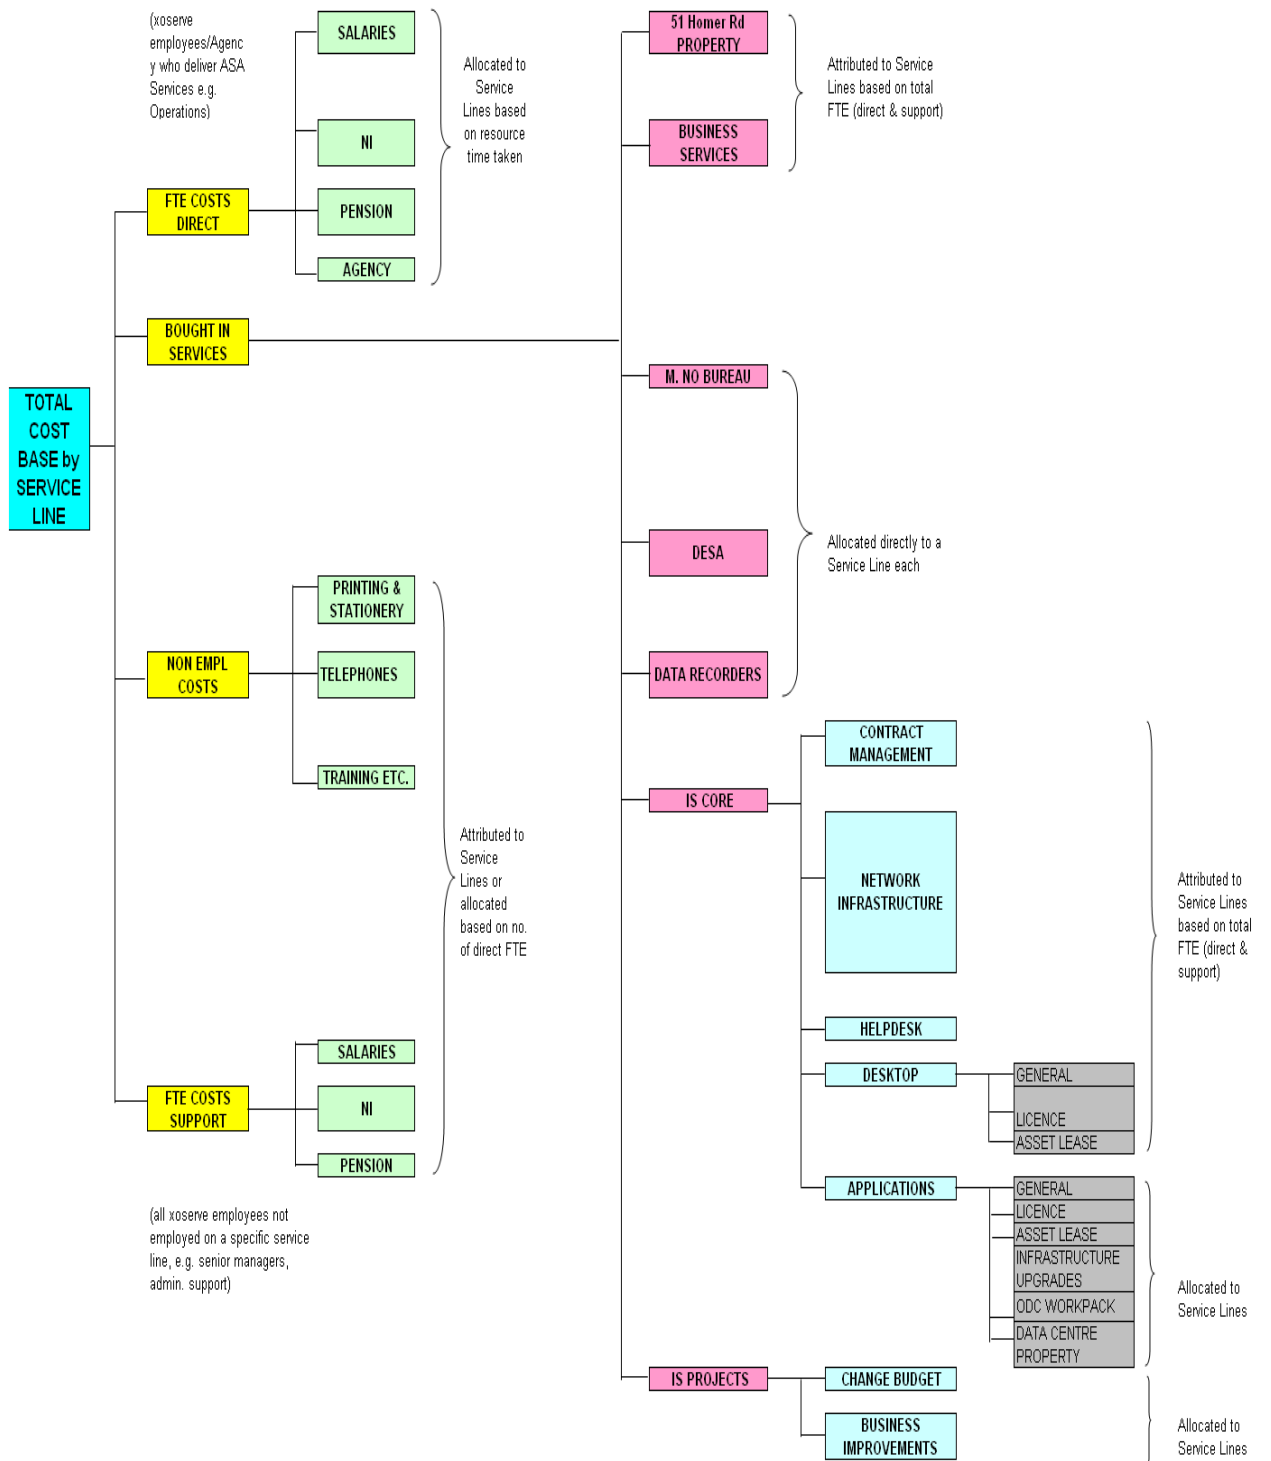 (xoserve
employees/Agenc
y who deliver ASA
Services e.g.
Operations)
SALARIES
NI
PENSION
AGENCY
Allocated to
Service
Lines based
on resource
time taken
FTE COSTS
DIRECT
BOUGHT IN
SERVICES
TOTAL
COST
BASE by
SERVICE
LINE
NON EMPL
COSTS
PRINTING &
STATIONERY
TELEPHONES
TRAINING ETC.
Attributed to
Service
Lines or
allocated
based on no.
of direct FTE
FTE COSTS
SUPPORT
SALARIES
NI
PENSION
(all xoserve employees not
employed on a specific service
line, e.g. senior managers,
admin. support)
51 Homer Rd
PROPERTY
BUSINESS
SERVICES
Attributed to Service
Lines based on total
FTE (direct & support)
M. NO BUREAU
DESA
DATA RECORDERS
Allocated directly to a
Service Line each
IS CORE
CONTRACT
MANAGEMENT
NETWORK
INFRASTRUCTURE
HELPDESK
DESKTOP
GENERAL
LICENCE
ASSET LEASE
Attributed to
Service Lines
based on total
FTE (direct &
support)
APPLICATIONS
GENERAL
LICENCE
ASSET LEASE
INFRASTRUCTURE
UPGRADES
ODC WORKPACK
DATA CENTRE
PROPERTY
Allocated to
Service Lines
IS PROJECTS
CHANGE BUDGET
BUSINESS
IMPROVEMENTS
Allocated to
Service Lines